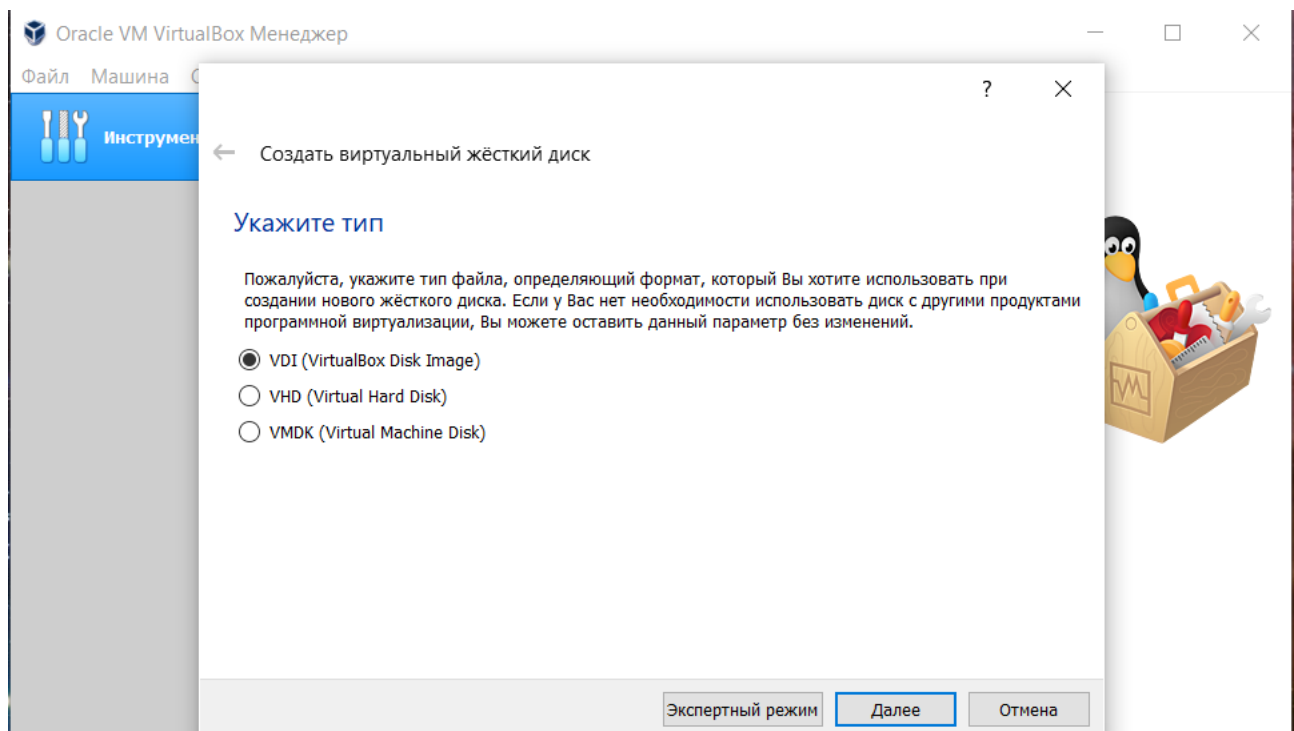 Oracle VM VirtualBox Менеджер
Файл Машина
?
Создать виртуальный жёсткий диск
Укажите тип
Пожалуйста, укажите тип файла, определяющий формат, который Вы хотите использовать при
создании нового жёсткого диска. Если у Вас нет необходимости использовать диск с другими продуктами
программной виртуализации, Вы можете оставить данный параметр без изменений.
VDI (VirtualBox Disk Image)
VHD (Virtual Hard Disk)
VMDK (Virtual Machine Disk)
Экспертный режим Далее Отмена